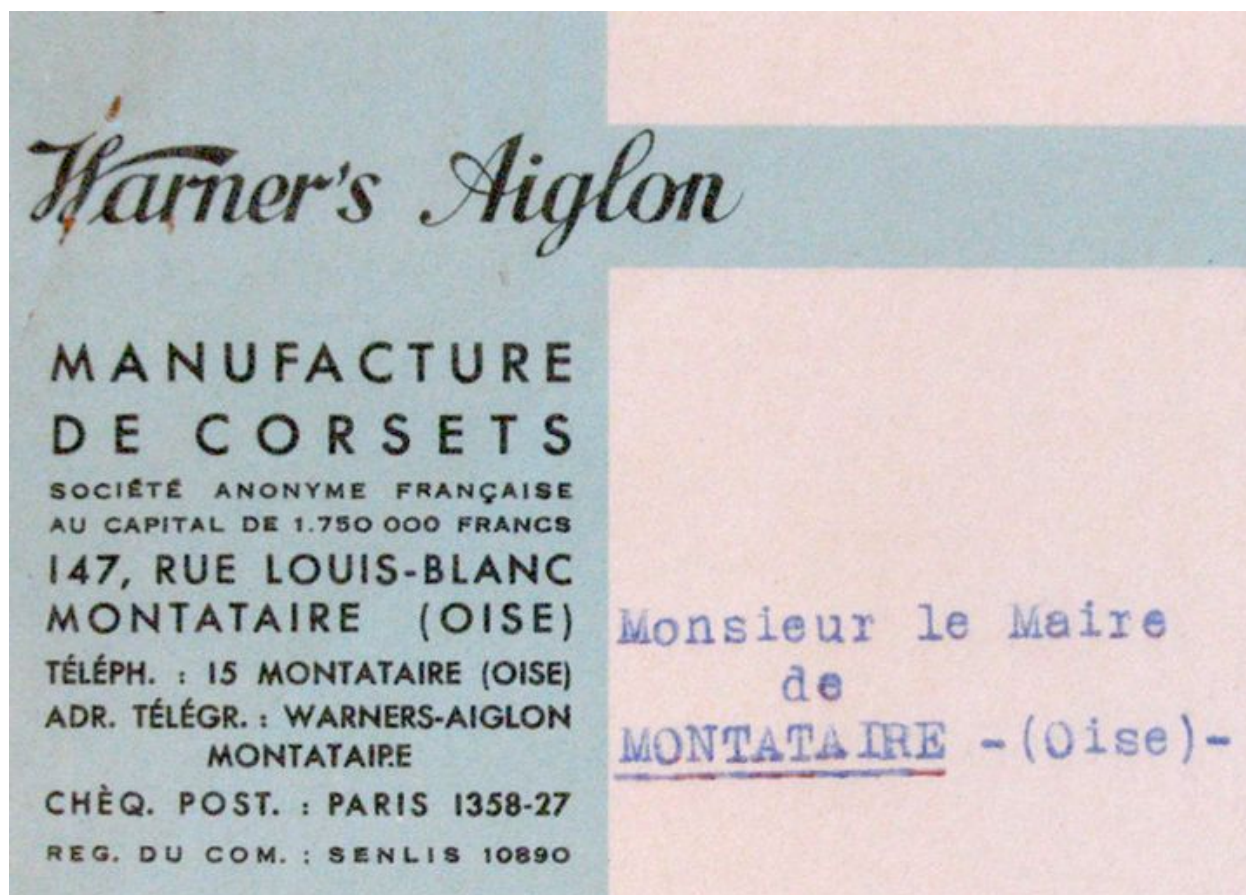 Warner's Aiglon
MANUFACTURE
DE CORSETS
SOCIÉTÉ ANONYME FRANÇAISE
AU CAPITAL DE 1.750 000 FRANCS
147, RUE LOUIS-BLANC
MONTATAIRE (OISE)
TÉLÉPH. : 15 MONTATAIRE (OISE)
ADR. TÉLÉGR. : WARNERS-AIGLON
MONTATAIRE
CHÈQ. POST. : PARIS 1358-27
REG. DU COM. : SENLIS 10890
Monsieur le Maire
de
MONTATAIRE -(Oise)-